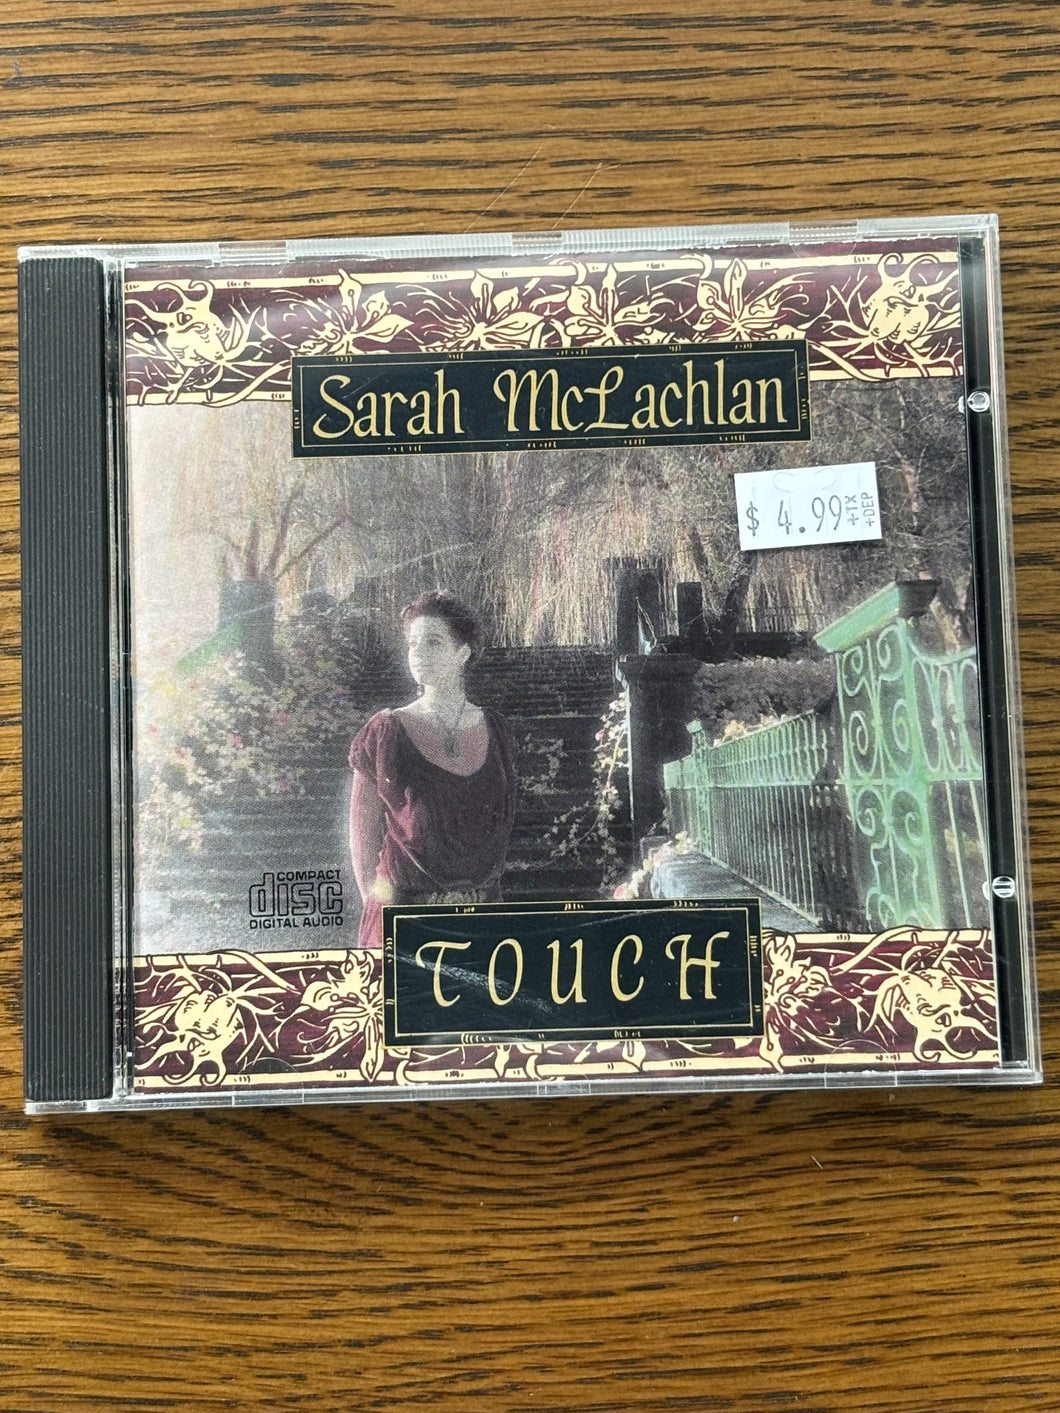 Sarah McLachlan
$ 4.99 +TX +DEP
COMPACT
disc
DIGITAL AUDIO
TOUCH